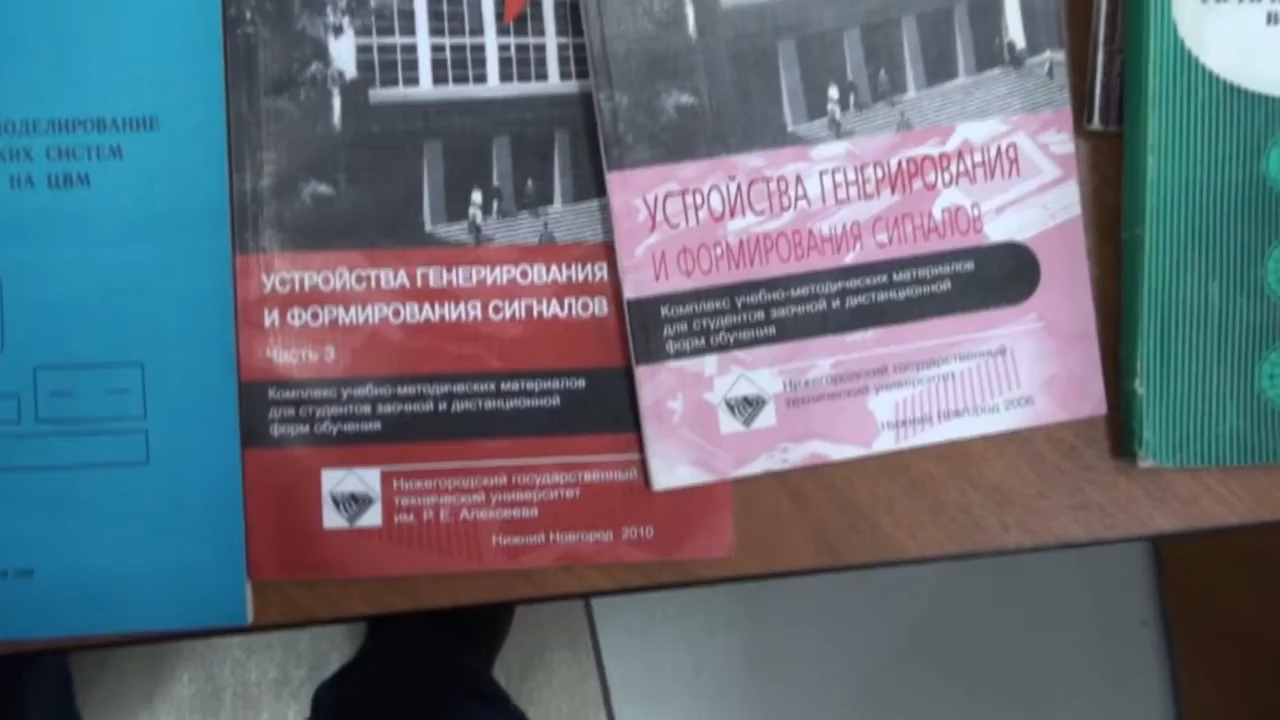 МОДЕЛИРОВАНИЕ
СИСТЕМ
НА ЦВМ
УСТРОЙСТВА ГЕНЕРИРОВАНИЯ
И ФОРМИРОВАНИЯ СИГНАЛОВ
Часть 3
Комплекс учебно-методических материалов
для студентов заочной и дистанционной
форм обучения
Нижегородский государственный
технический университет
им. Р. Е. Алексеева
Нижний Новгород 2010
УСТРОЙСТВА ГЕНЕРИРОВАНИЯ
И ФОРМИРОВАНИЯ СИГНАЛОВ
Комплекс учебно-методических материалов
для студентов заочной и дистанционной
форм обучения
Нижегородский государственный
технический университет
Нижний Новгород 2006